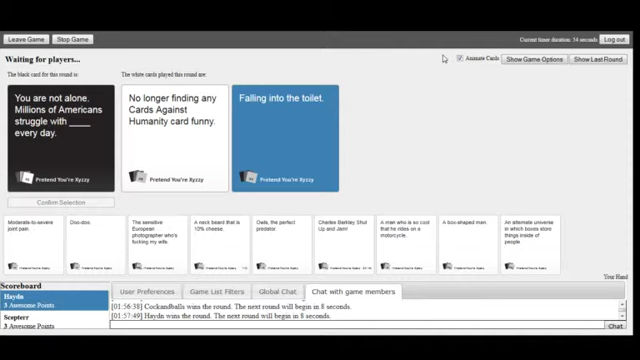 Leave Game Stop Game Current timer duration: 54 seconds Log out
Waiting for players...
Animate Cards Show Game Options Show Last Round
The black card for this round is: The white cards played this round are:
You are not alone.
Millions of Americans
struggle with ____
every day.
Pretend You're Xyzzy
No longer finding any
Cards Against
Humanity card funny.
Pretend You're Xyzzy
Falling into the toilet.
Pretend You're Xyzzy
Confirm Selection
Moderate-to-severe
joint pain.
Doo-doo.
The sensitive
European
photographer who's
fucking my wife.
A neck beard that is
10% cheese.
Owls, the perfect
predator.
Charles Barkley Shut
Up and Jam!
A man who is so cool
that he rides on a
motorcycle.
A box-shaped man.
An alternate universe
in which boxes store
things inside of
people.
Your Hand
Scoreboard
Haydn
3 Awesome Points
Scepterr
3 Awesome Points
User Preferences Game List Filters Global Chat Chat with game members
[01:56:38] Cockandballs wins the round. The next round will begin in 8 seconds.
[01:57:49] Haydn wins the round. The next round will begin in 8 seconds.
Chat